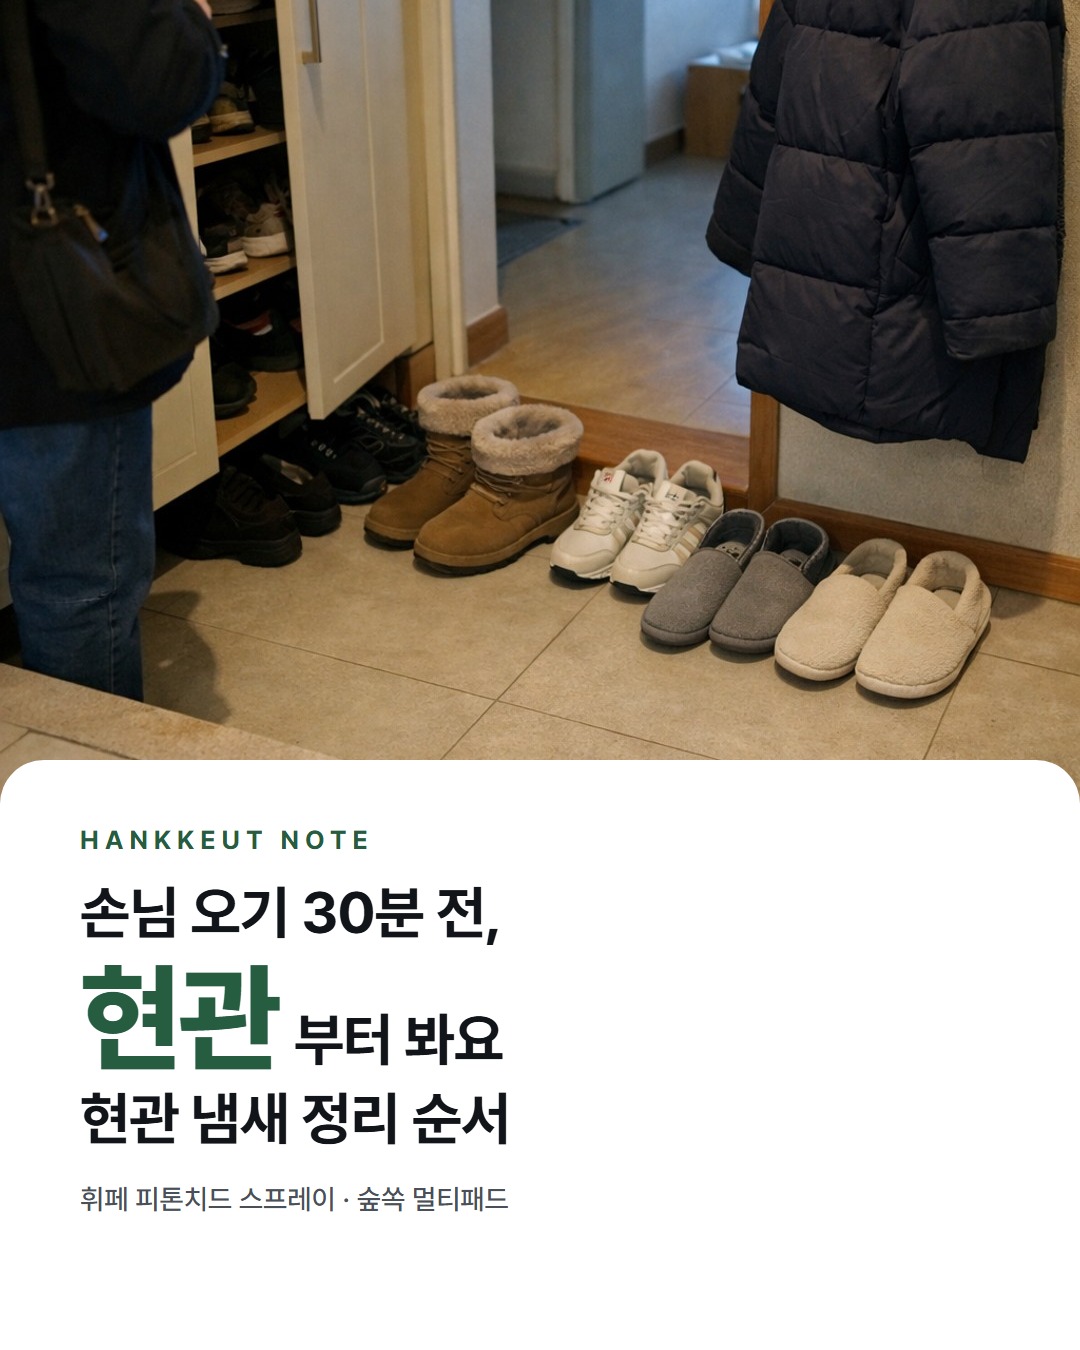 HANKKEUT NOTE
손님 오기 30분 전,
현관 부터 봐요
현관 냄새 정리 순서
휘페 피톤치드 스프레이 · 숲쏙 멀티패드